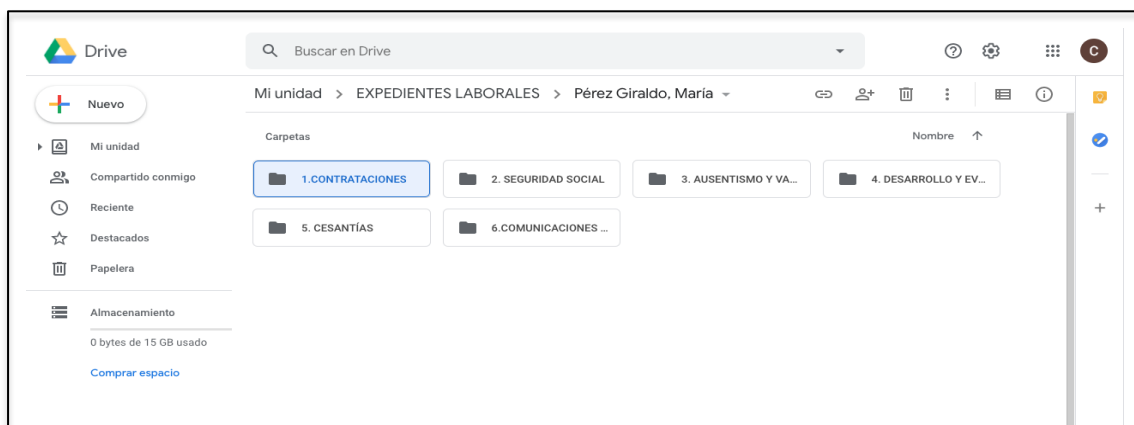 Drive
Buscar en Drive
C
Nuevo
Mi unidad > EXPEDIENTES LABORALES > Pérez Giraldo, María
Carpetas
Nombre
Mi unidad
Compartido conmigo
Reciente
Destacados
Papelera
Almacenamiento
0 bytes de 15 GB usado
Comprar espacio
1.CONTRATACIONES
2. SEGURIDAD SOCIAL
3. AUSENTISMO Y VA...
4. DESARROLLO Y EV...
5. CESANTÍAS
6.COMUNICACIONES ...